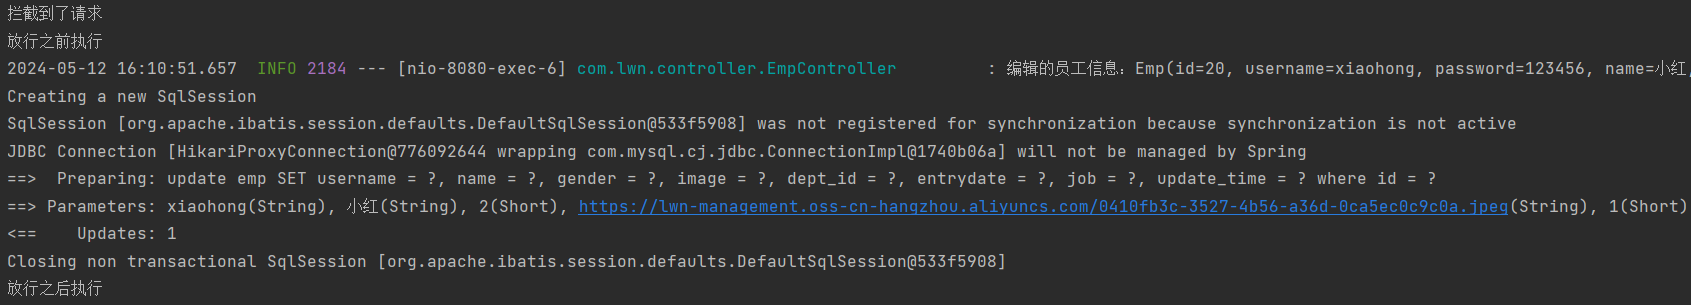 拦截到了请求
放行之前执行
2024-05-12 16:10:51.657  INFO 2184 --- [nio-8080-exec-6] com.lwn.controller.EmpController         : 编辑的员工信息：Emp(id=20, username=xiaohong, password=123456, name=小红,
Creating a new SqlSession
SqlSession [org.apache.ibatis.session.defaults.DefaultSqlSession@533f5908] was not registered for synchronization because synchronization is not active
JDBC Connection [HikariProxyConnection@776092644 wrapping com.mysql.cj.jdbc.ConnectionImpl@1740b06a] will not be managed by Spring
==>  Preparing: update emp SET username = ?, name = ?, gender = ?, image = ?, dept_id = ?, entrydate = ?, job = ?, update_time = ? where id = ?
==> Parameters: xiaohong(String), 小红(String), 2(Short), https://lwn-management.oss-cn-hangzhou.aliyuncs.com/0410fb3c-3527-4b56-a36d-0ca5ec0c9c0a.jpeg(String), 1(Short)
<==    Updates: 1
Closing non transactional SqlSession [org.apache.ibatis.session.defaults.DefaultSqlSession@533f5908]
放行之后执行